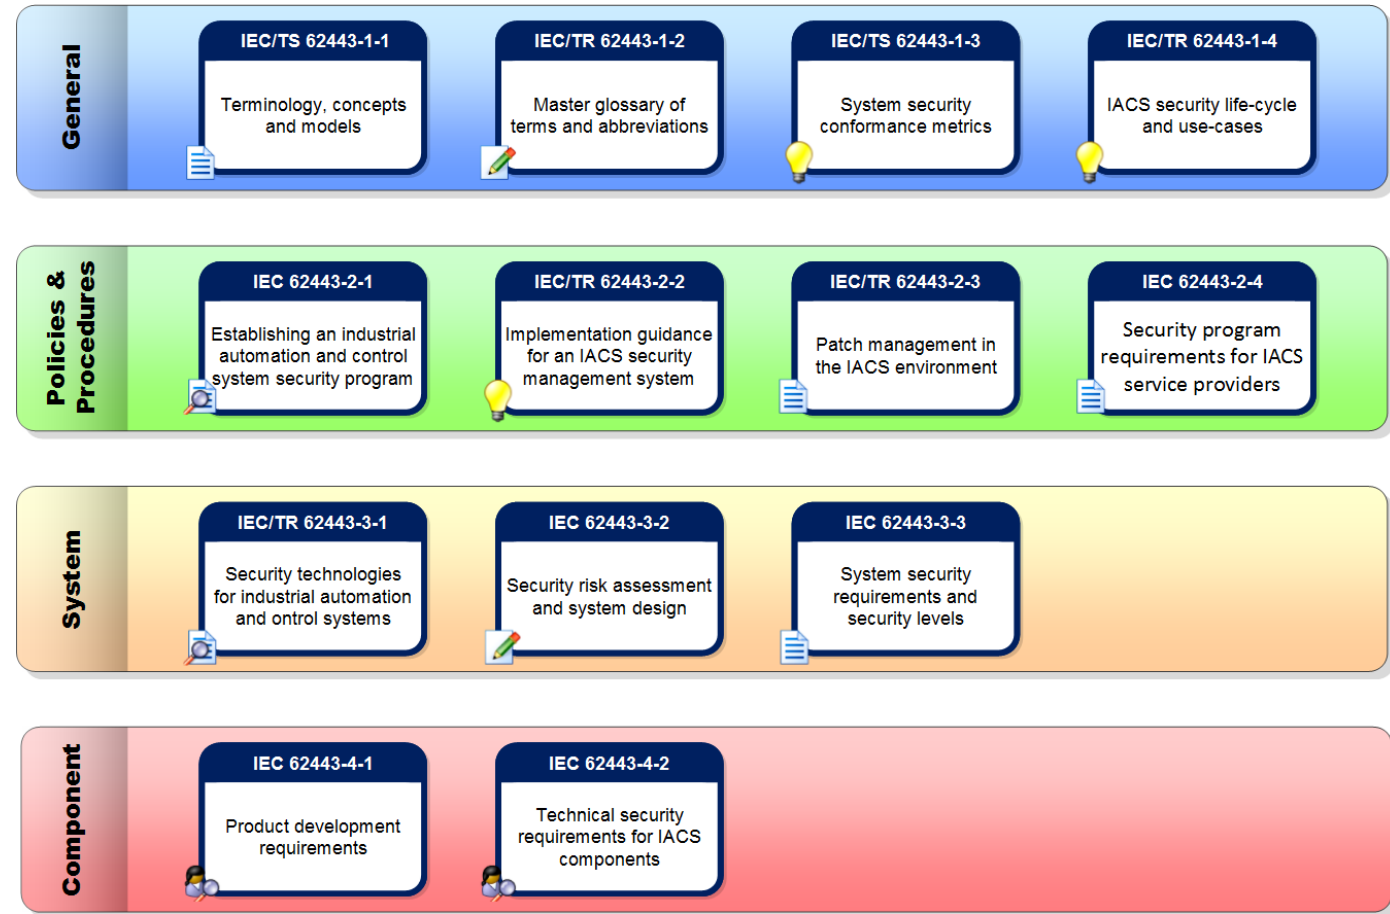 General
IEC/TS 62443-1-1
Terminology, concepts
and models
IEC/TR 62443-1-2
Master glossary of
terms and abbreviations
IEC/TS 62443-1-3
System security
conformance metrics
IEC/TR 62443-1-4
IACS security life-cycle
and use-cases
Policies &
Procedures
IEC 62443-2-1
Establishing an industrial
automation and control
system security program
IEC/TR 62443-2-2
Implementation guidance
for an IACS security
management system
IEC/TR 62443-2-3
Patch management in
the IACS environment
IEC 62443-2-4
Security program
requirements for IACS
service providers
System
IEC/TR 62443-3-1
Security technologies
for industrial automation
and ontrol systems
IEC 62443-3-2
Security risk assessment
and system design
IEC 62443-3-3
System security
requirements and
security levels
Component
IEC 62443-4-1
Product development
requirements
IEC 62443-4-2
Technical security
requirements for IACS
components